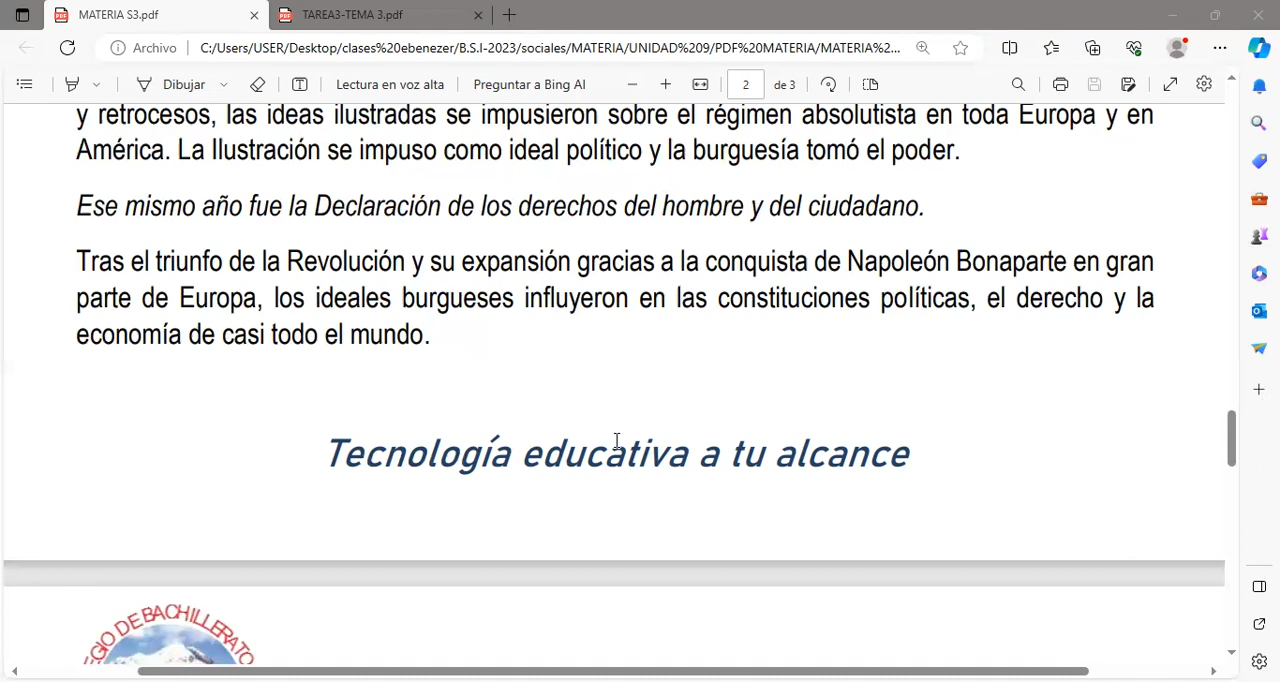 MATERIA S3.pdf
TAREA3-TEMA 3.pdf
Archivo
C:/Users/USER/Desktop/clases%20ebenezer/B.S.I-2023/sociales/MATERIA/UNIDAD%209/PDF%20MATERIA/MATERIA%2...
Dibujar
Lectura en voz alta
Preguntar a Bing AI
2
de 3
y retrocesos, las ideas ilustradas se impusieron sobre el régimen absolutista en toda Europa y en
América. La Ilustración se impuso como ideal político y la burguesía tomó el poder.
Ese mismo año fue la Declaración de los derechos del hombre y del ciudadano.
Tras el triunfo de la Revolución y su expansión gracias a la conquista de Napoleón Bonaparte en gran
parte de Europa, los ideales burgueses influyeron en las constituciones políticas, el derecho y la
economía de casi todo el mundo.
Tecnología educativa a tu alcance
EGIO DE BACHILLERATO